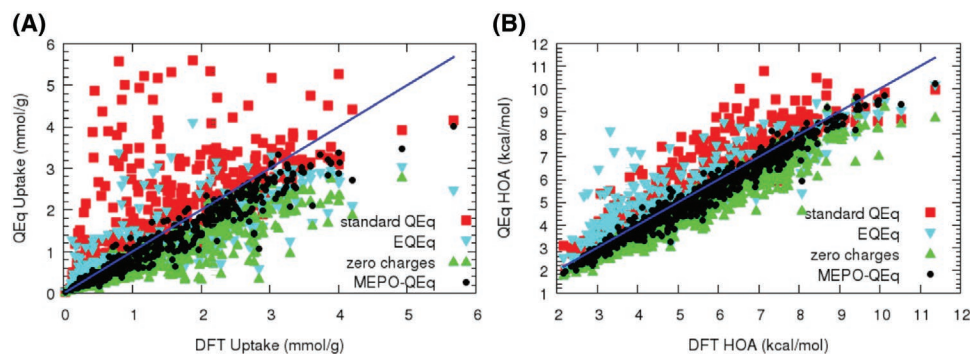 (A)
QEq Uptake (mmol/g)
6
5
4
3
2
1
0
standard QEq
EQEq
zero charges
MEPO-QEq
0 1 2 3 4 5 6
DFT Uptake (mmol/g)
(B)
QEq HOA (kcal/mol)
12
11
10
9
8
7
6
5
4
3
2
1
standard QEq
EQEq
zero charges
MEPO-QEq
2 3 4 5 6 7 8 9 10 11 12
DFT HOA (kcal/mol)